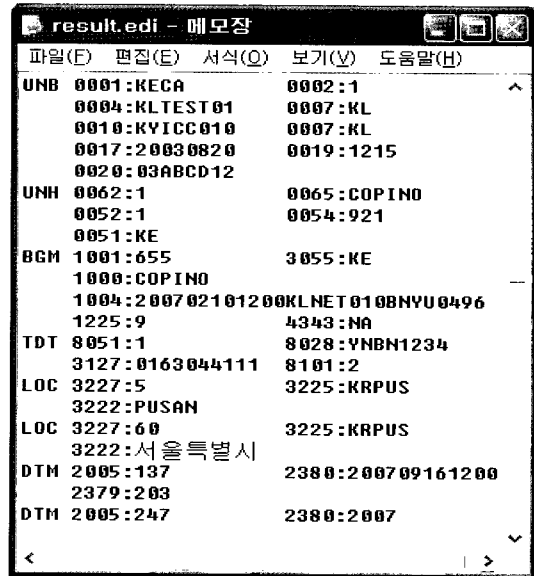 result.edi - 메모장
파일(F) 편집(E) 서식(O) 보기(V) 도움말(H)
UNB 0001:KECA 0002:1
0004:KLTEST01 0007:KL
0010:KYICC010 0007:KL
0017:20030820 0019:1215
0020:03ABCD12
UNH 0062:1 0065:COPINO
0052:1 0054:921
0051:KE
BGM 1001:655 3055:KE
1000:COPINO
1004:200702101200KLNET010BNYU0496
1225:9 4343:NA
TDT 8051:1 8028:YNBN1234
3127:0163044111 8101:2
LOC 3227:5 3225:KRPUS
3222:PUSAN
LOC 3227:60 3225:KRPUS
3222:서울특별시
DTM 2005:137 2380:200709161200
2379:203
DTM 2005:247 2380:2007